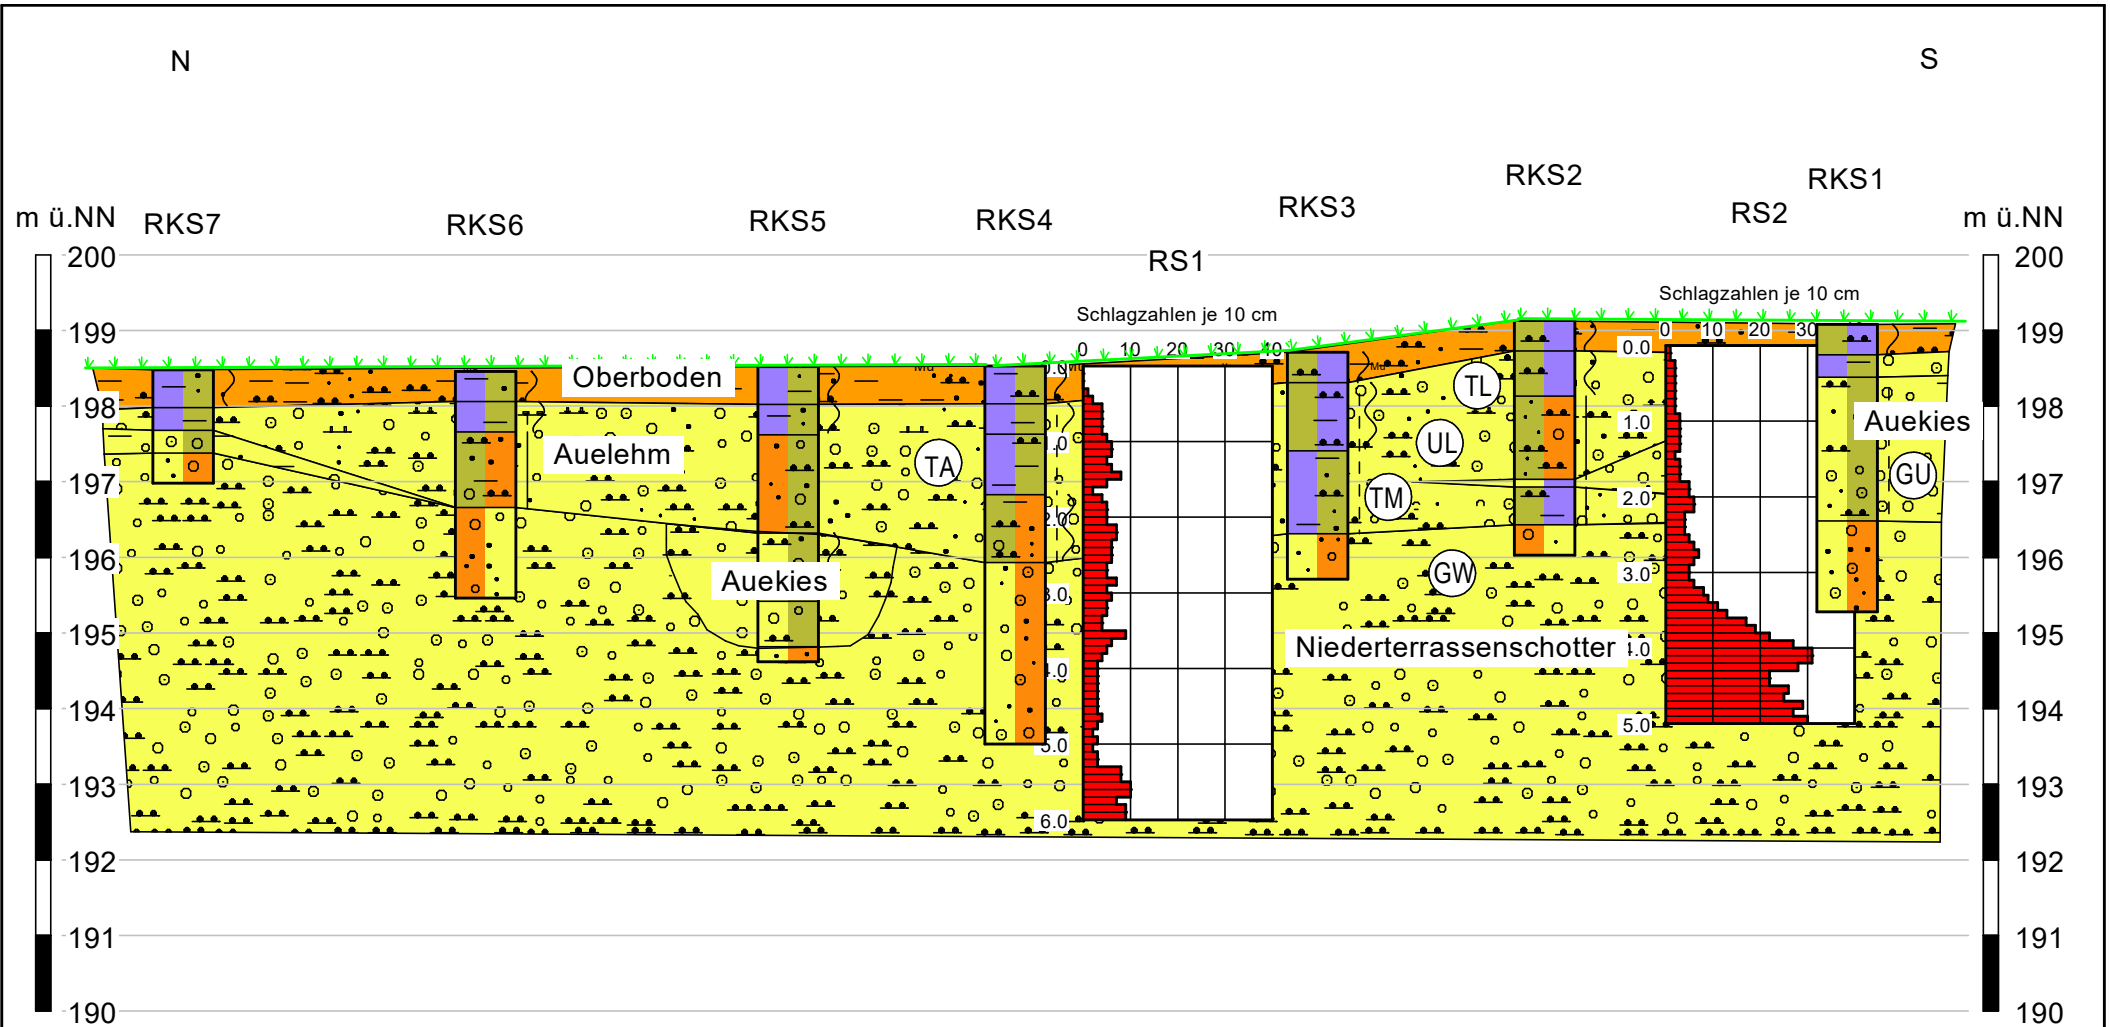 N
S
RKS2
RKS1
RKS3
RS2
m ü.NN
RKS7
RKS6
RKS5
RKS4
m ü.NN
RS1
200
200
Schlagzahlen je 10 cm
Schlagzahlen je 10 cm
199
0
10
20
30
199
0
10
20
30
40
0.0
Oberboden
Mu
TL
198
198
Auekies
1.0
UL
Auelehm
TA
GU
197
TM
2.0
197
196
GW
3.0
196
Auekies
195
Niederterrassenschotter
4.0
195
194
5.0
194
5.0
193
193
6.0
192
192
191
191
190
190